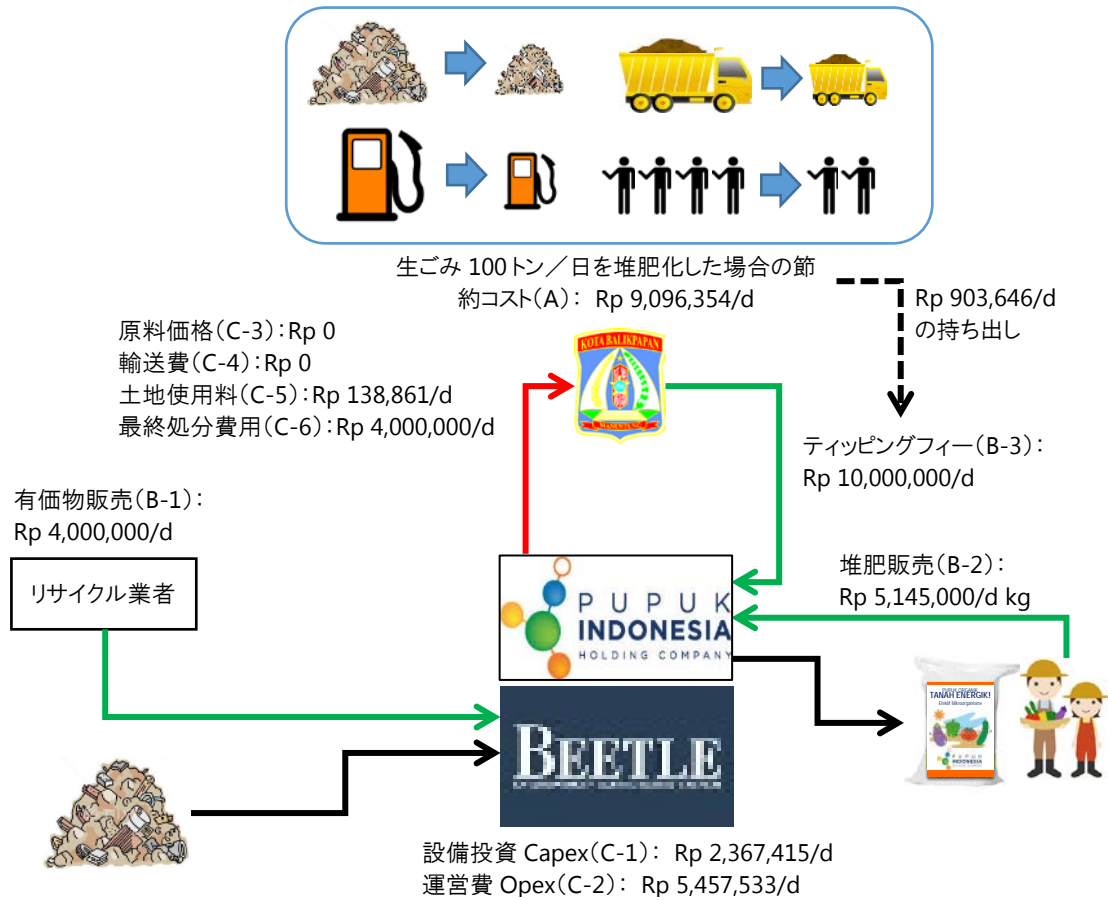 生ごみ 100トン／日を堆肥化した場合の節
約コスト(A)： Rp 9,096,354/d
Rp 903,646/d
の持ち出し
原料価格(C-3)：Rp 0
輸送費(C-4)：Rp 0
土地使用料(C-5)：Rp 138,861/d
最終処分費用(C-6)：Rp 4,000,000/d
KOTA BALIKPAPAN
ティッピングフィー(B-3)：
Rp 10,000,000/d
有価物販売(B-1)：
Rp 4,000,000/d
リサイクル業者
堆肥販売(B-2)：
Rp 5,145,000/d kg
PUPUK
INDONESIA
HOLDING COMPANY
PUPUK ORGANIK
TANAH ENERGIK!
Efektif Mikroorganisme
PUPUK
INDONESIA
BEETLE
設備投資 Capex(C-1)： Rp 2,367,415/d
運営費 Opex(C-2)： Rp 5,457,533/d